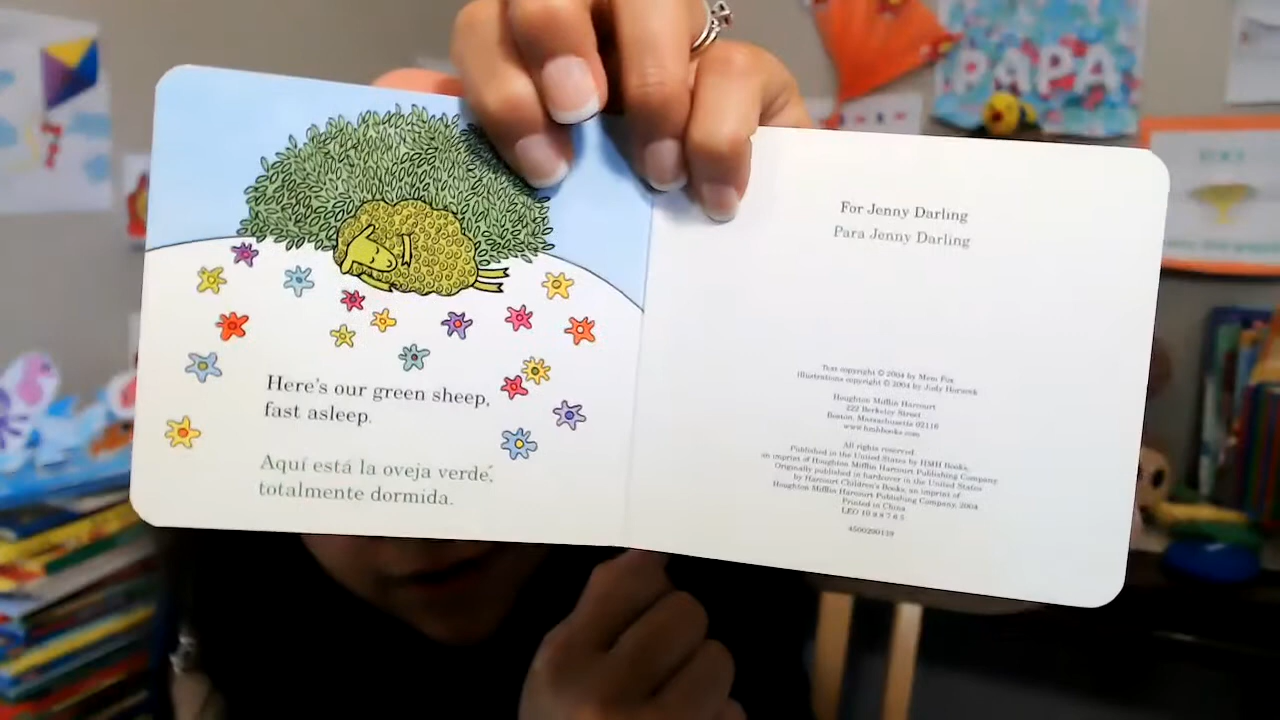 PAPA
Here's our green sheep,
fast asleep.
Aquí está la oveja verde,
totalmente dormida.
For Jenny Darling
Para Jenny Darling
Text copyright © 2004 by Mem Fox
Illustrations copyright © 2004 by Judy Horacek
Houghton Mifflin Harcourt
222 Berkeley Street
Boston, Massachusetts 02116
www.hmhbooks.com
All rights reserved
Published in the United States by HMH Books,
an imprint of Houghton Mifflin Harcourt Publishing Company
Originally published in hardcover in the United States
by Harcourt Children's Books, an imprint of
Houghton Mifflin Harcourt Publishing Company, 2004
Printed in China
LEO 10 9 8 7 6 5